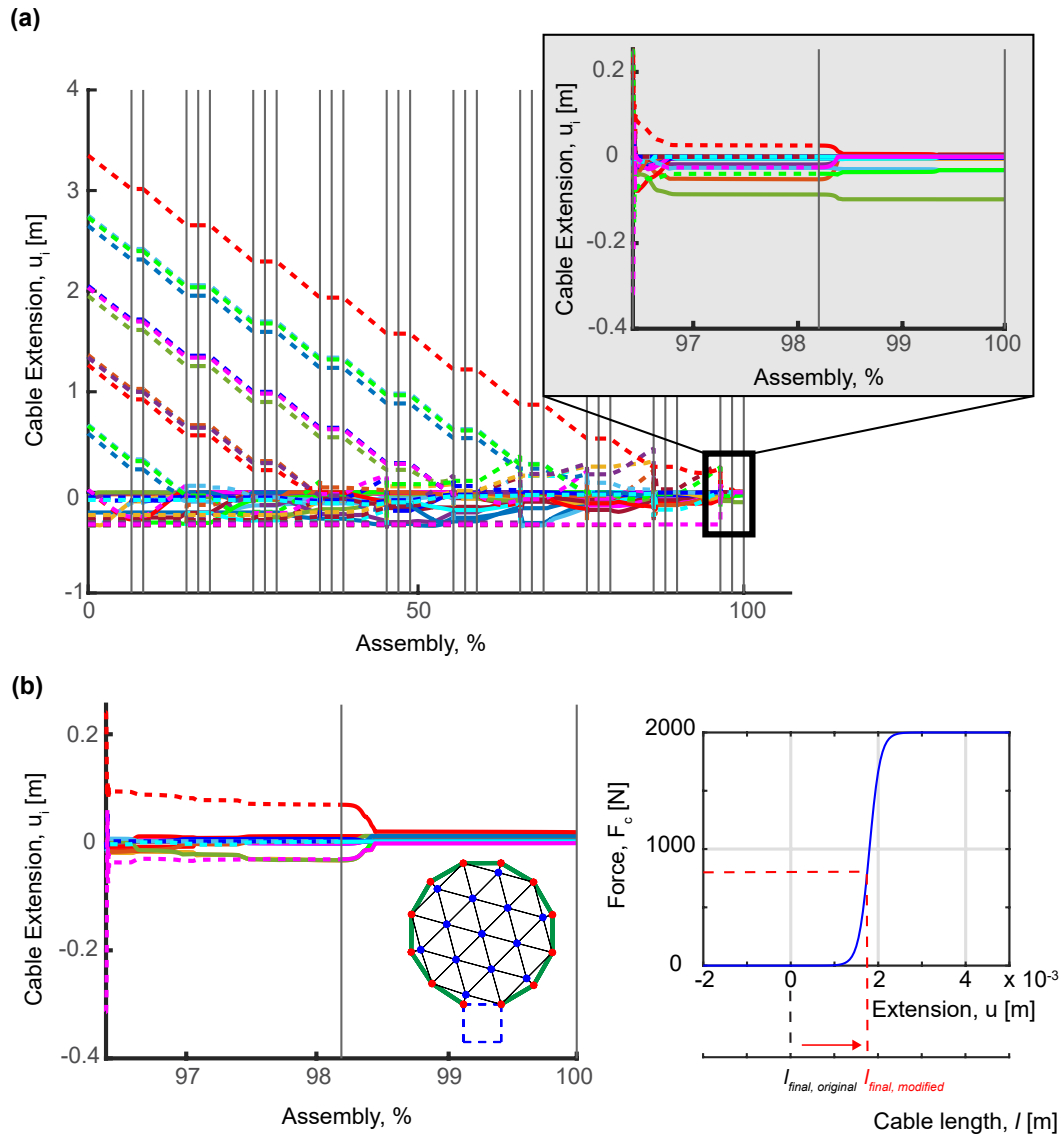 (a)
4
3
2
1
0
-1
Cable Extension, u_i [m]
0
50
100
Assembly, %
0.2
0
-0.2
-0.4
Cable Extension, u_i [m]
97
98
99
100
Assembly, %
(b)
0.2
0
-0.2
-0.4
Cable Extension, u_i [m]
97
98
99
100
Assembly, %
2000
1000
0
Force, F_c [N]
-2
0
2
4
x 10^-3
Extension, u [m]
l_final, original
l_final, modified
Cable length, l [m]